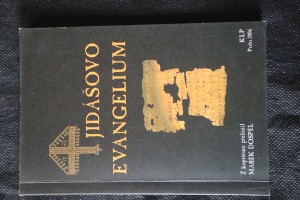 JIDÁŠOVO
EVANGELIUM
Z koptštiny přeložil
MAREK DOSPĚL
KLP
Praha 2006